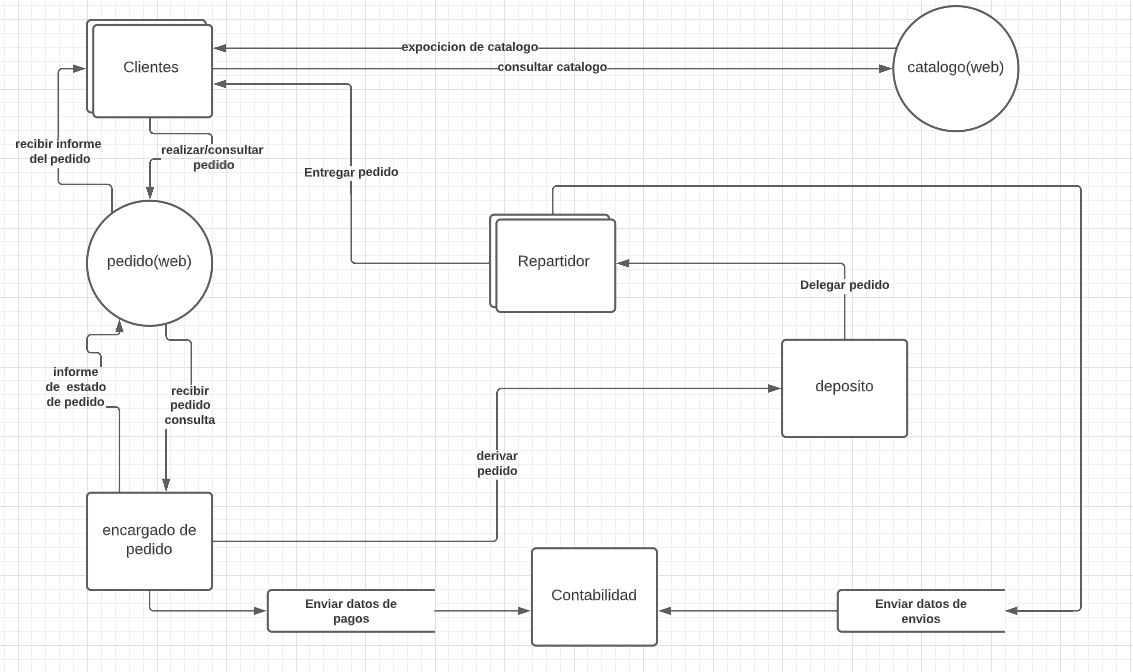 expocicion de catalogo
Clientes
consultar catalogo
catalogo(web)
recibir informe
del pedido
realizar/consultar
pedido
Entregar pedido
pedido(web)
Repartidor
Delegar pedido
informe
de estado
de pedido
recibir
pedido
consulta
deposito
derivar
pedido
encargado de
pedido
Contabilidad
Enviar datos de
pagos
Enviar datos de
envios